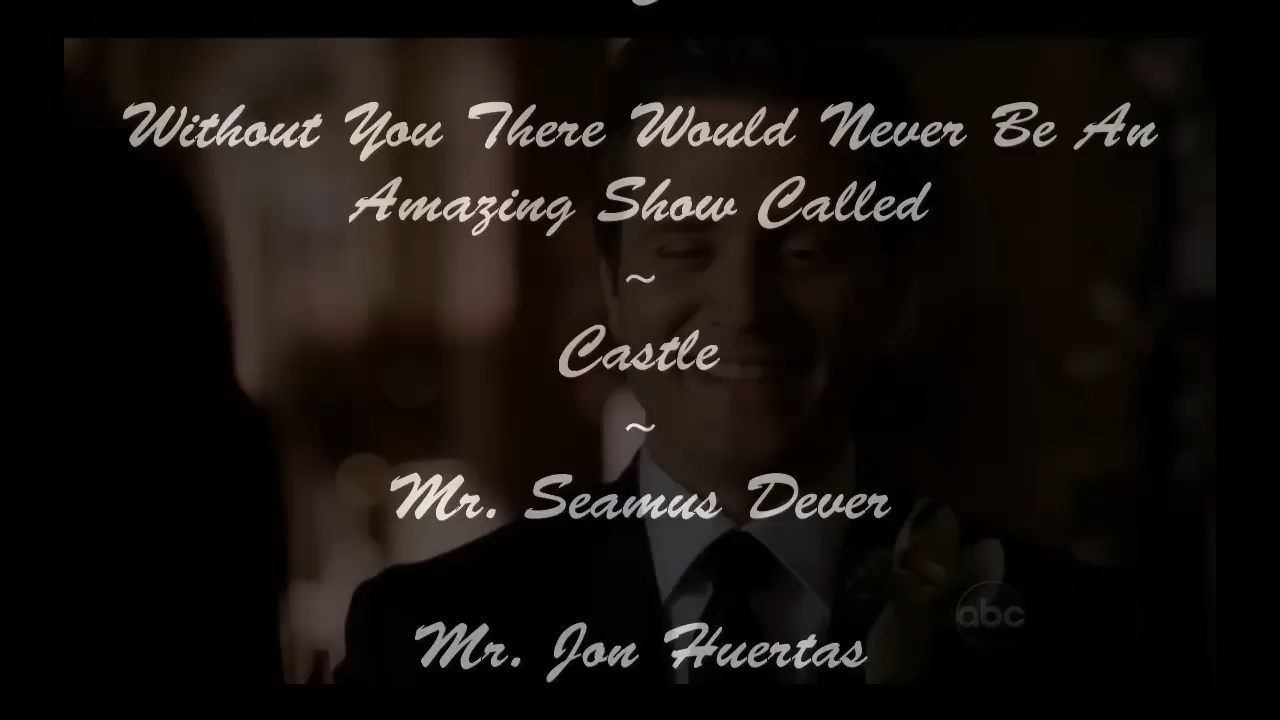 Without You There Would Never Be An
Amazing Show Called
~
Castle
~
Mr. Seamus Dever
Mr. Jon Huertas
abc